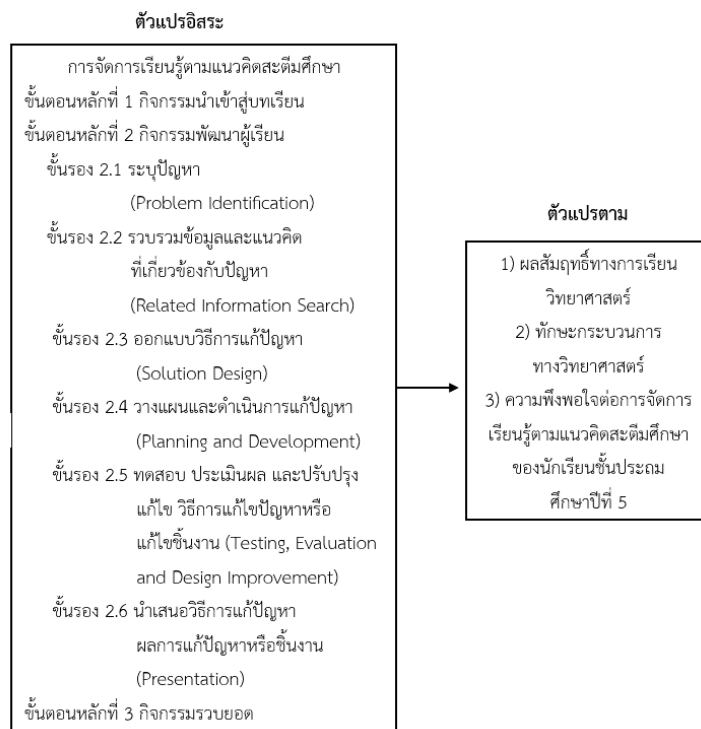 ตัวแปรอิสระ
การจัดการเรียนรู้ตามแนวคิดสะตีมศึกษา
ขั้นตอนหลักที่ 1 กิจกรรมนำเข้าสู่บทเรียน
ขั้นตอนหลักที่ 2 กิจกรรมพัฒนาผู้เรียน
ขั้นรอง 2.1 ระบุปัญหา
(Problem Identification)
ขั้นรอง 2.2 รวบรวมข้อมูลและแนวคิด
ที่เกี่ยวข้องกับปัญหา
(Related Information Search)
ขั้นรอง 2.3 ออกแบบวิธีการแก้ปัญหา
(Solution Design)
ขั้นรอง 2.4 วางแผนและดำเนินการแก้ปัญหา
(Planning and Development)
ขั้นรอง 2.5 ทดสอบ ประเมินผล และปรับปรุง
แก้ไข วิธีการแก้ไขปัญหาหรือ
แก้ไขชิ้นงาน (Testing, Evaluation
and Design Improvement)
ขั้นรอง 2.6 นำเสนอวิธีการแก้ปัญหา
ผลการแก้ปัญหาหรือชิ้นงาน
(Presentation)
ขั้นตอนหลักที่ 3 กิจกรรมรวบยอด
ตัวแปรตาม
1) ผลสัมฤทธิ์ทางการเรียน
วิทยาศาสตร์
2) ทักษะกระบวนการ
ทางวิทยาศาสตร์
3) ความพึงพอใจต่อการจัดการ
เรียนรู้ตามแนวคิดสะตีมศึกษา
ของนักเรียนชั้นประถม
ศึกษาปีที่ 5